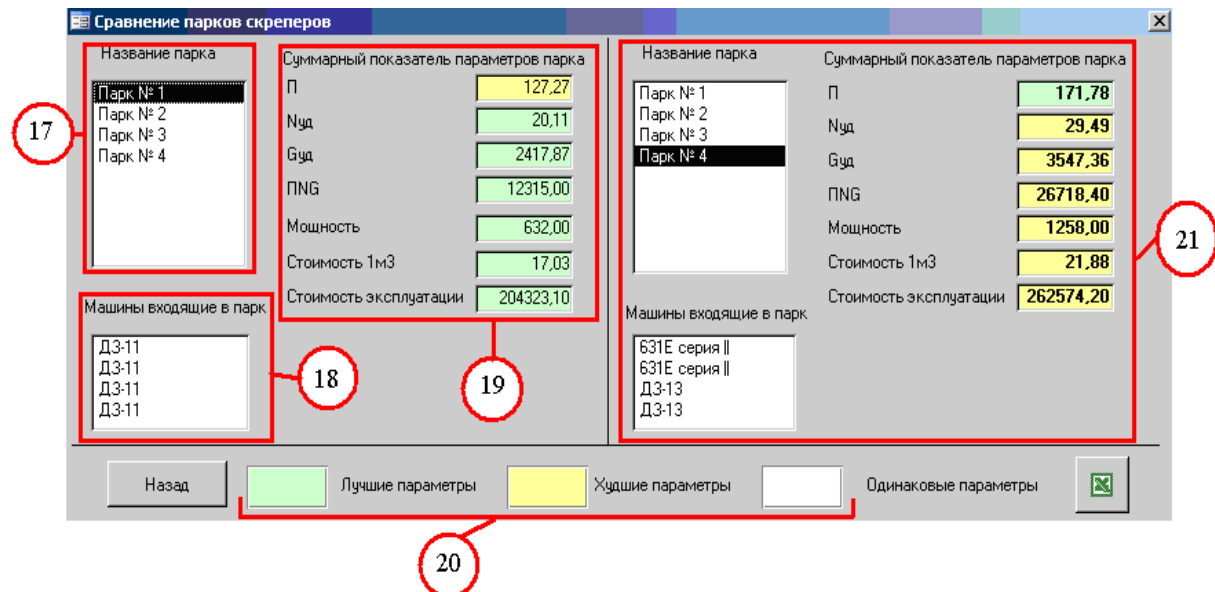 Сравнение парков скреперов
Название парка
Парк № 1
Парк № 2
Парк № 3
Парк № 4
17
Суммарный показатель параметров парка
П 127,27
Nуд 20,11
Gуд 2417,87
ПNG 12315,00
Мощность 632,00
Стоимость 1м3 17,03
Стоимость эксплуатации 204323,10
Машины входящие в парк
ДЗ-11
ДЗ-11
ДЗ-11
ДЗ-11
18
19
Название парка
Парк № 1
Парк № 2
Парк № 3
Парк № 4
Суммарный показатель параметров парка
П 171,78
Nуд 29,49
Gуд 3547,36
ПNG 26718,40
Мощность 1258,00
Стоимость 1м3 21,88
Стоимость эксплуатации 262574,20
21
Машины входящие в парк
631Е серия ||
631Е серия ||
ДЗ-13
ДЗ-13
Назад Лучшие параметры Худшие параметры Одинаковые параметры
20